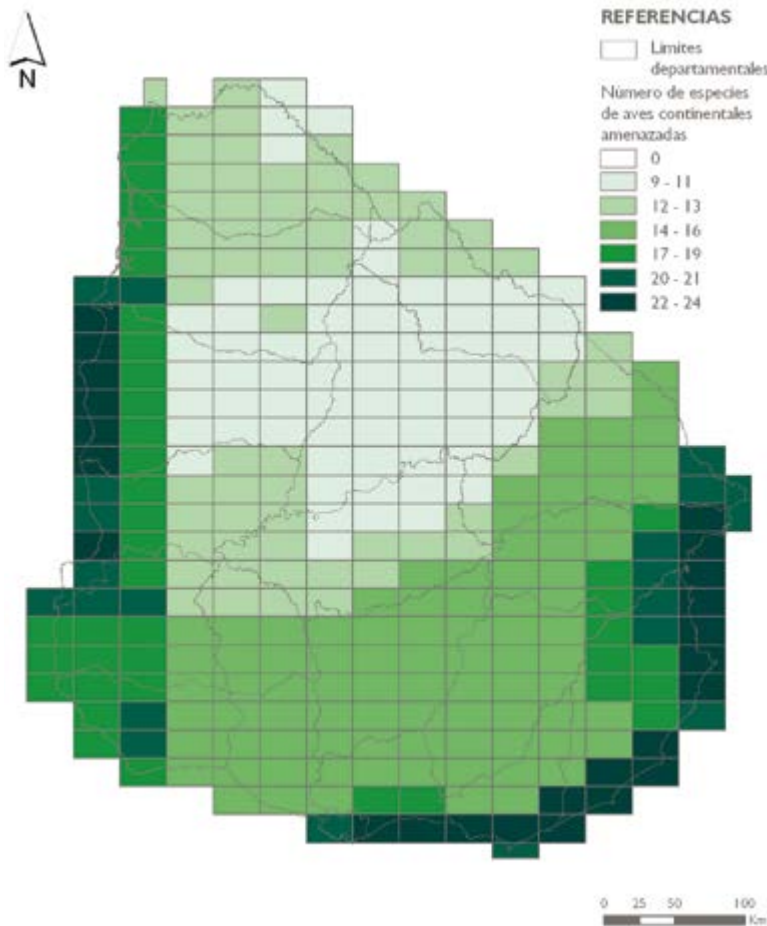 N
REFERENCIAS
Limites
departamentales
Número de especies
de aves continentales
amenazadas
0
9 - 11
12 - 13
14 - 16
17 - 19
20 - 21
22 - 24
0 25 50 100
Km